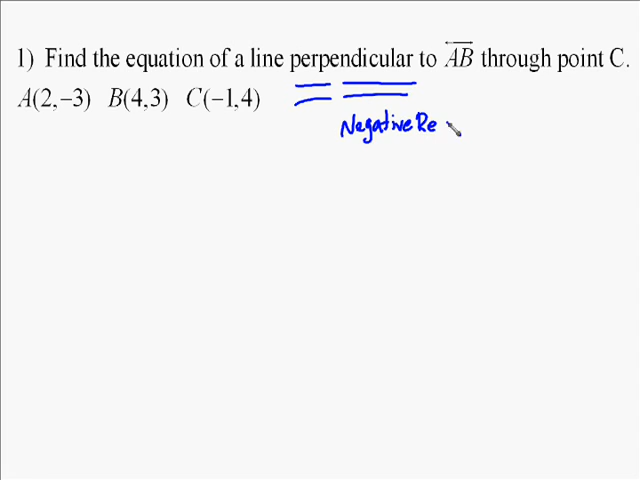 1) Find the equation of a line perpendicular to AB through point C.
A(2,−3) B(4,3) C(−1,4)
Negative Re